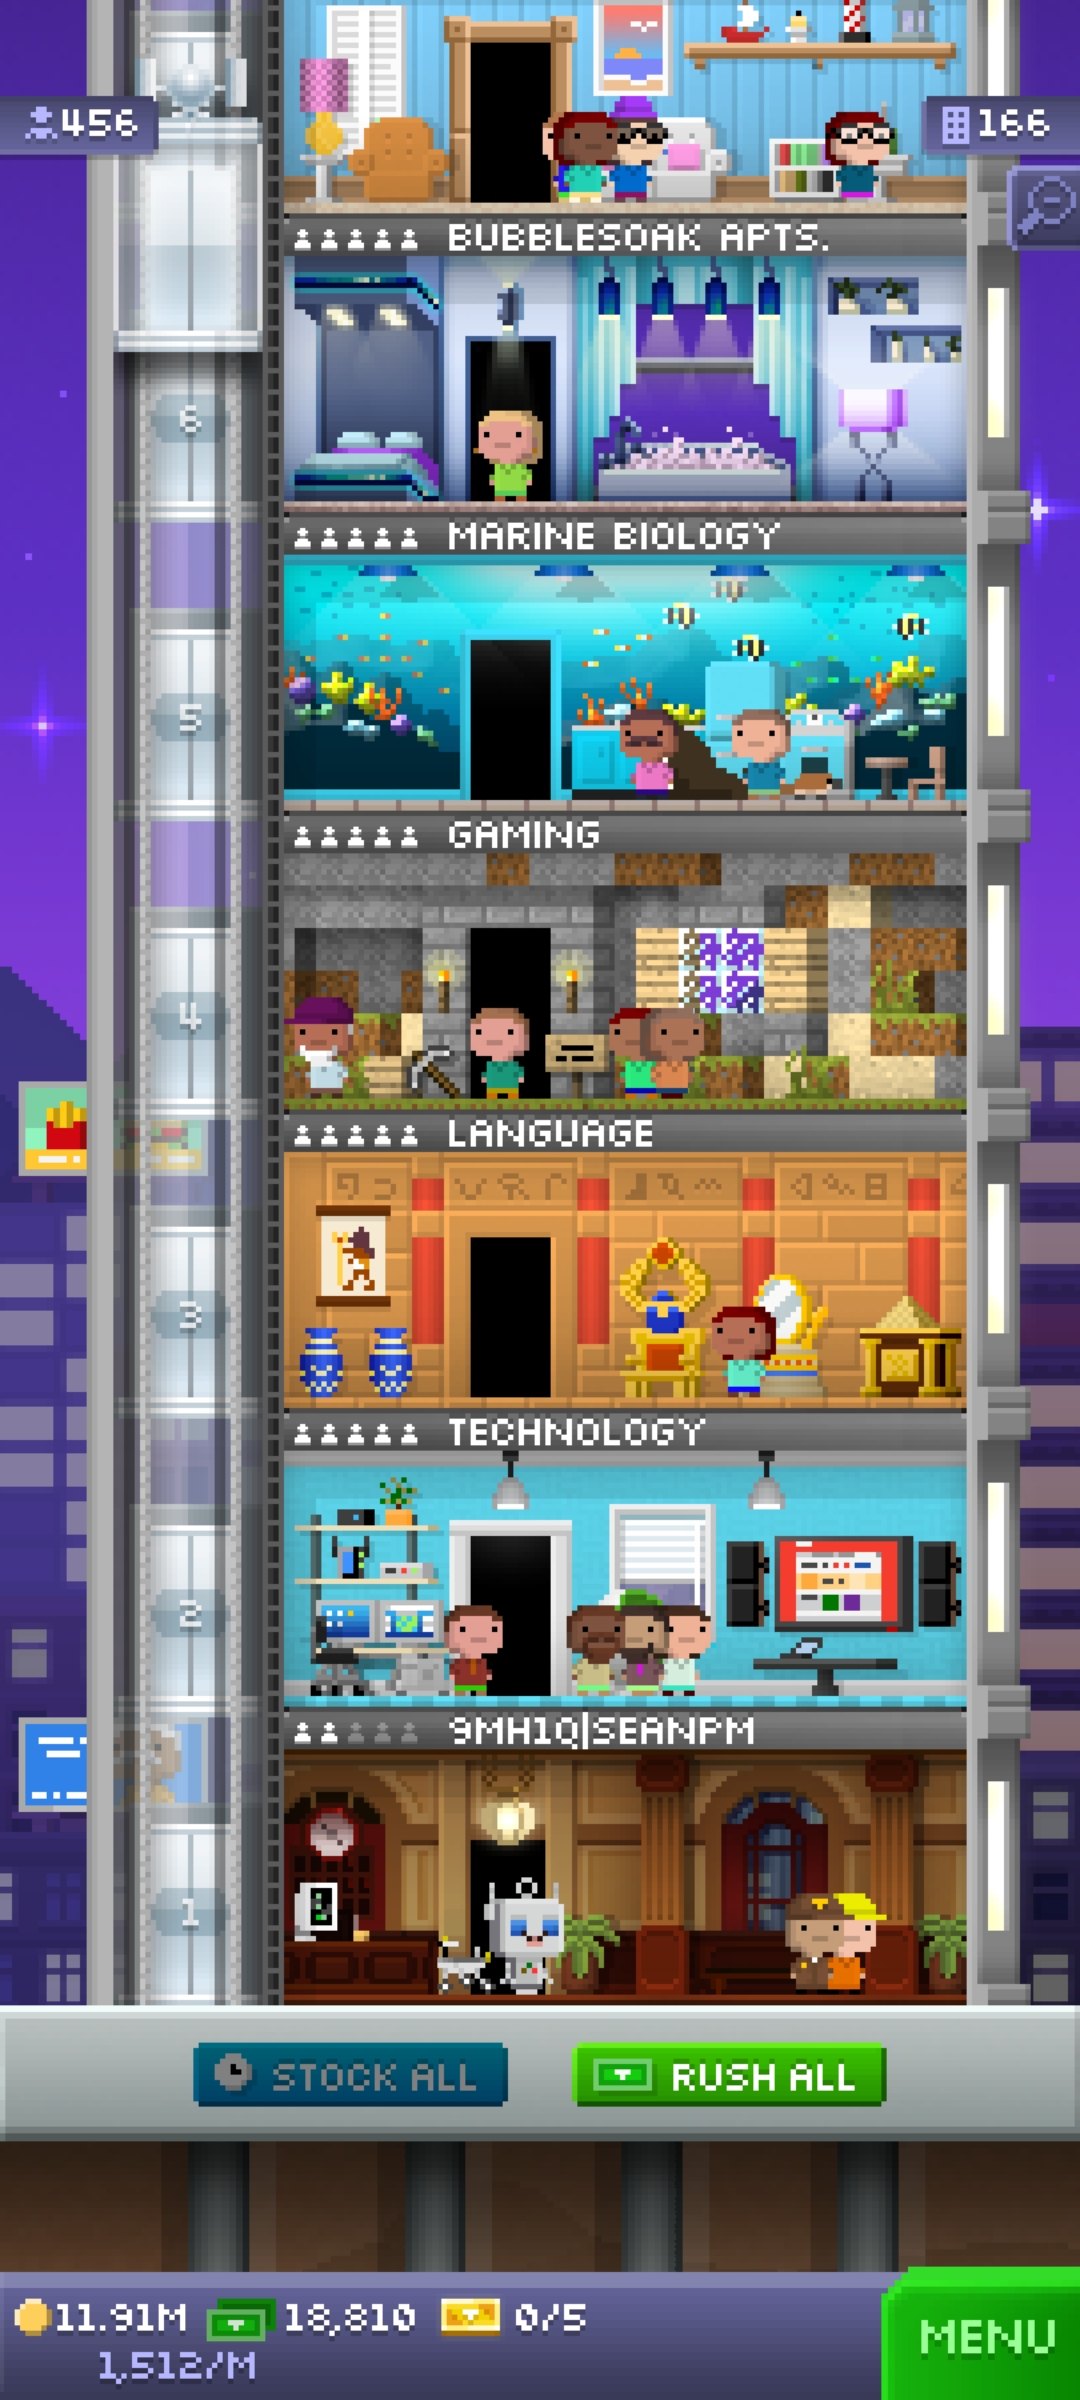 456
166
BUBBLESOAK APTS.
6
MARINE BIOLOGY
5
GAMING
4
LANGUAGE
3
TECHNOLOGY
2
9MH1Q|SEANPM
1
STOCK ALL
RUSH ALL
11.91M
18,810
0/5
1,512/M
MENU